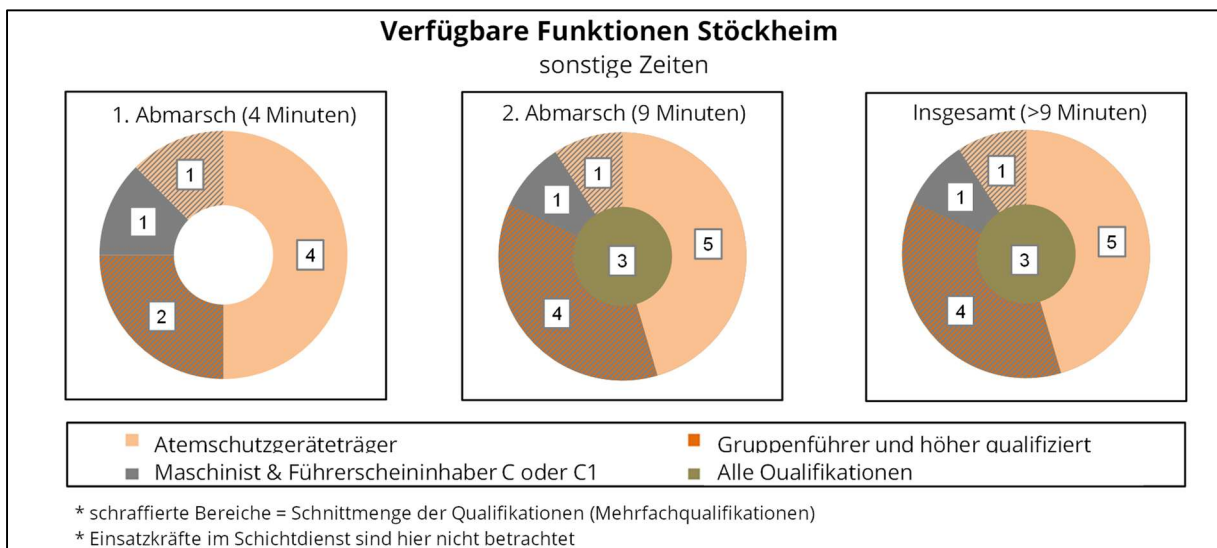 Verfügbare Funktionen Stöckheim
sonstige Zeiten
1. Abmarsch (4 Minuten)
1
1
4
2
2. Abmarsch (9 Minuten)
1
1
5
3
4
Insgesamt (>9 Minuten)
1
1
5
3
4
Atemschutzgeräteträger
Gruppenführer und höher qualifiziert
Maschinist & Führerscheininhaber C oder C1
Alle Qualifikationen
* schraffierte Bereiche = Schnittmenge der Qualifikationen (Mehrfachqualifikationen)
* Einsatzkräfte im Schichtdienst sind hier nicht betrachtet